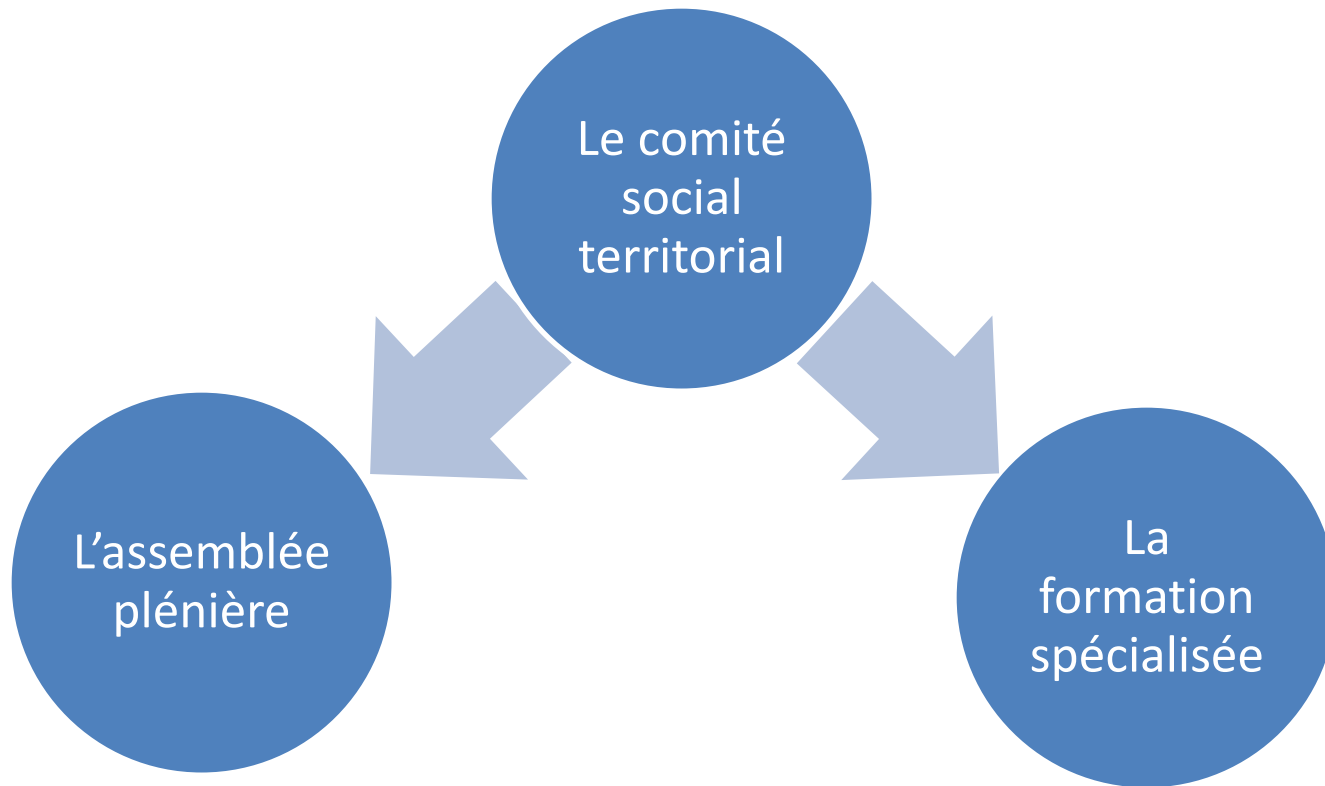 Le comité
social
territorial
L’assemblée
plénière
La
formation
spécialisée